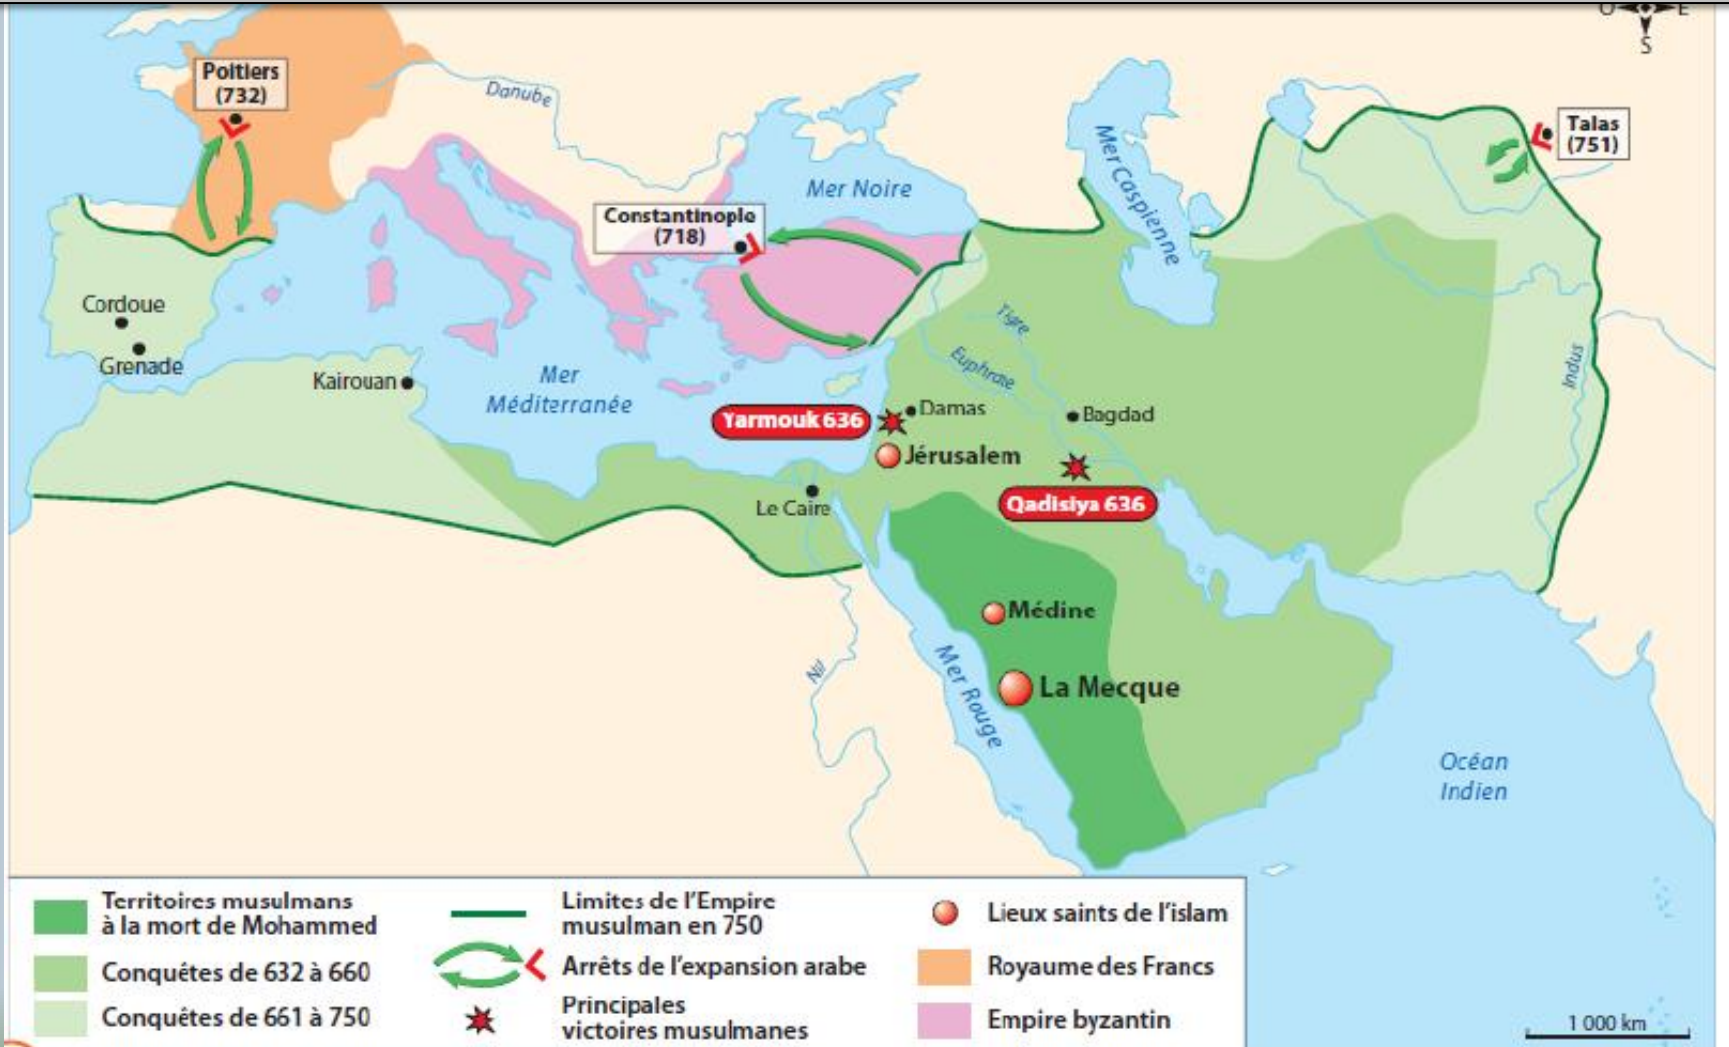 O E
S
Poitiers
(732)
Danube
Mer Noire
Mer Caspienne
Talas
(751)
Constantinople
(718)
Cordoue
Grenade
Kairouan
Mer
Méditerranée
Tigre
Euphrate
Indus
Yarmouk 636
Damas
Bagdad
Jérusalem
Qadisiya 636
Le Caire
Médine
Nil
Mer Rouge
La Mecque
Océan
Indien
Territoires musulmans
à la mort de Mohammed
Conquêtes de 632 à 660
Conquêtes de 661 à 750
Limites de l'Empire
musulman en 750
Arrêts de l'expansion arabe
Principales
victoires musulmanes
Lieux saints de l'islam
Royaume des Francs
Empire byzantin
1 000 km